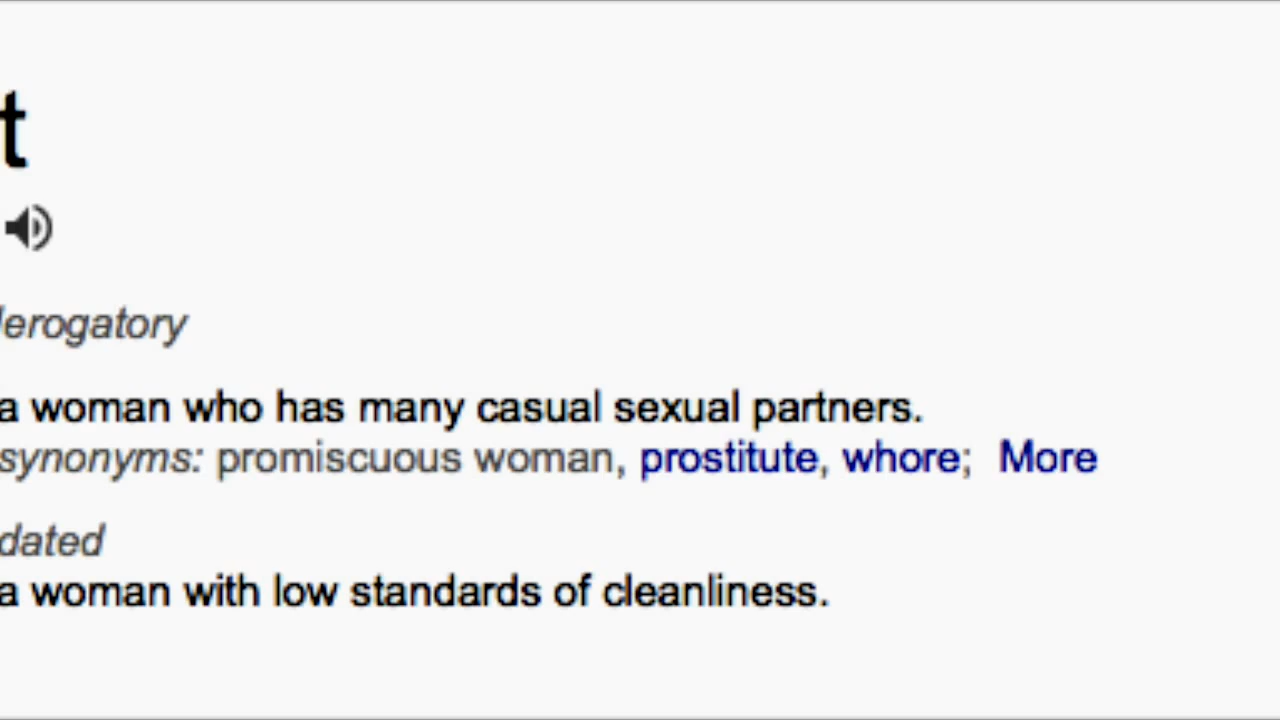 t
erogatory
a woman who has many casual sexual partners.
synonyms: promiscuous woman, prostitute, whore; More
dated
a woman with low standards of cleanliness.